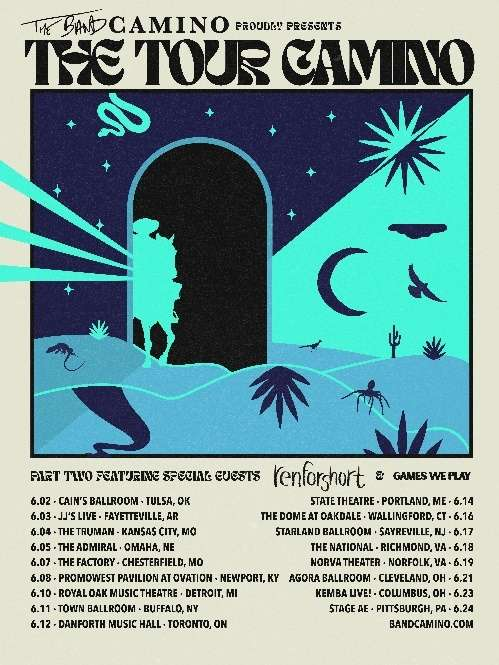 THE BAND CAMINO PROUDLY PRESENTS
THE TOUR CAMINO
PART TWO FEATURING SPECIAL GUESTS renforshort & GAMES WE PLAY
6.02 - CAIN'S BALLROOM - TULSA, OK
6.03 - JJ'S LIVE - FAYETTEVILLE, AR
6.04 - THE TRUMAN - KANSAS CITY, MO
6.05 - THE ADMIRAL - OMAHA, NE
6.07 - THE FACTORY - CHESTERFIELD, MO
6.08 - PROMOWEST PAVILION AT OVATION - NEWPORT, KY
6.10 - ROYAL OAK MUSIC THEATRE - DETROIT, MI
6.11 - TOWN BALLROOM - BUFFALO, NY
6.12 - DANFORTH MUSIC HALL - TORONTO, ON
STATE THEATRE - PORTLAND, ME - 6.14
THE DOME AT OAKDALE - WALLINGFORD, CT - 6.16
STARLAND BALLROOM - SAYREVILLE, NJ - 6.17
THE NATIONAL - RICHMOND, VA - 6.18
NORVA THEATER - NORFOLK, VA - 6.19
AGORA BALLROOM - CLEVELAND, OH - 6.21
KEMBA LIVE! - COLUMBUS, OH - 6.23
STAGE AE - PITTSBURGH, PA - 6.24
BANDCAMINO.COM